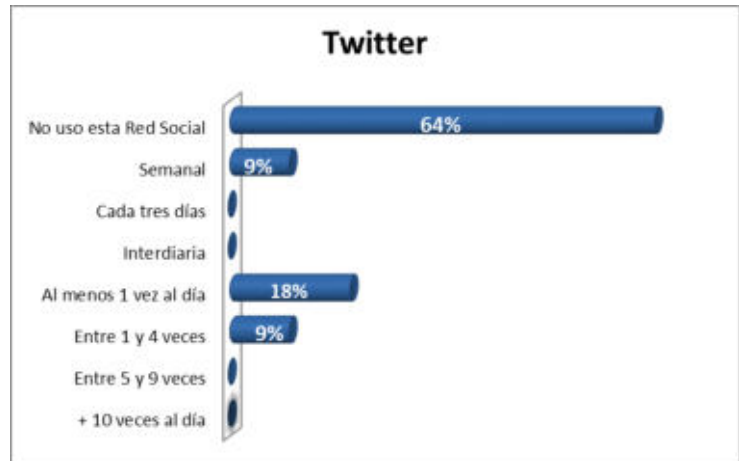 Twitter
No uso esta Red Social
64%
Semanal
9%
Cada tres días
Interdiaria
Al menos 1 vez al día
18%
Entre 1 y 4 veces
9%
Entre 5 y 9 veces
+ 10 veces al día